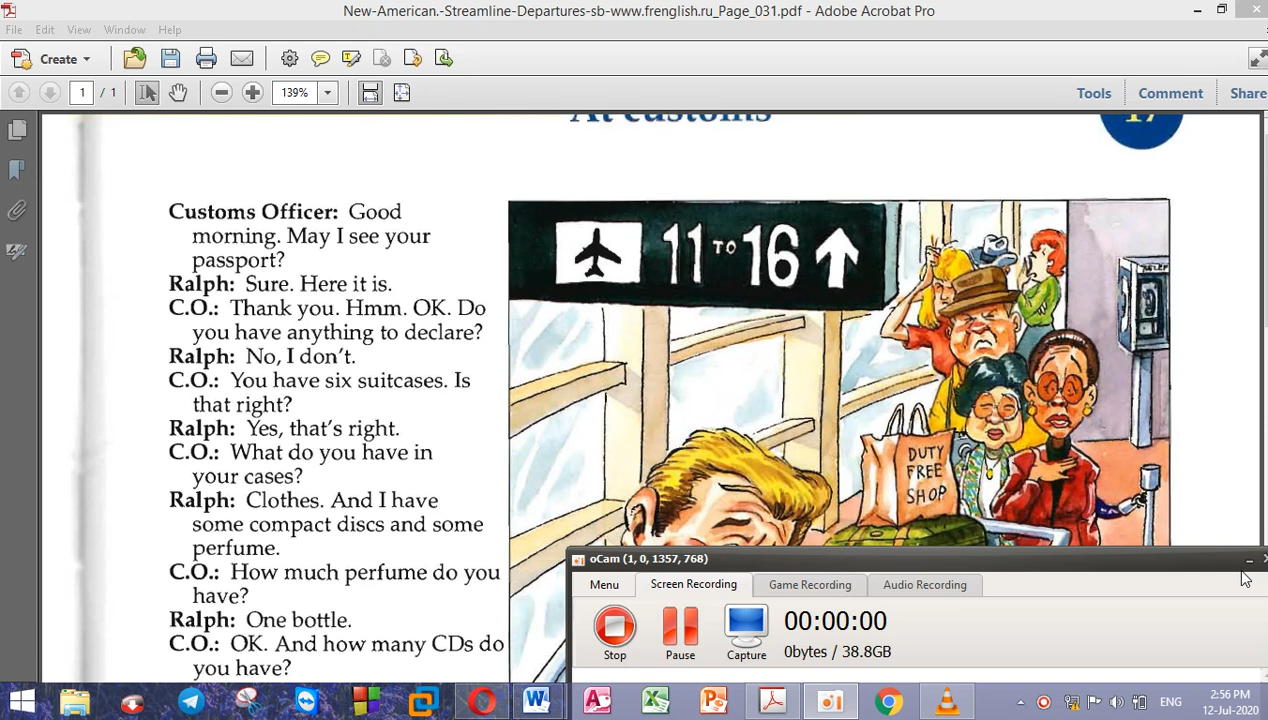 New-American.-Streamline-Departures-sb-www.frenglish.ru_Page_031.pdf - Adobe Acrobat Pro
File Edit View Window Help
Create
1 / 1
139%
Tools Comment Share
At customs
17
Customs Officer: Good
morning. May I see your
passport?
Ralph: Sure. Here it is.
C.O.: Thank you. Hmm. OK. Do
you have anything to declare?
Ralph: No, I don't.
C.O.: You have six suitcases. Is
that right?
Ralph: Yes, that's right.
C.O.: What do you have in
your cases?
Ralph: Clothes. And I have
some compact discs and some
perfume.
C.O.: How much perfume do you
have?
Ralph: One bottle.
C.O.: OK. And how many CDs do
you have?
11 TO 16
DUTY
FREE
SHOP
oCam (1, 0, 1357, 768)
Menu Screen Recording Game Recording Audio Recording
00:00:00
0bytes / 38.8GB
Stop Pause Capture
ENG
2:56 PM
12-Jul-2020